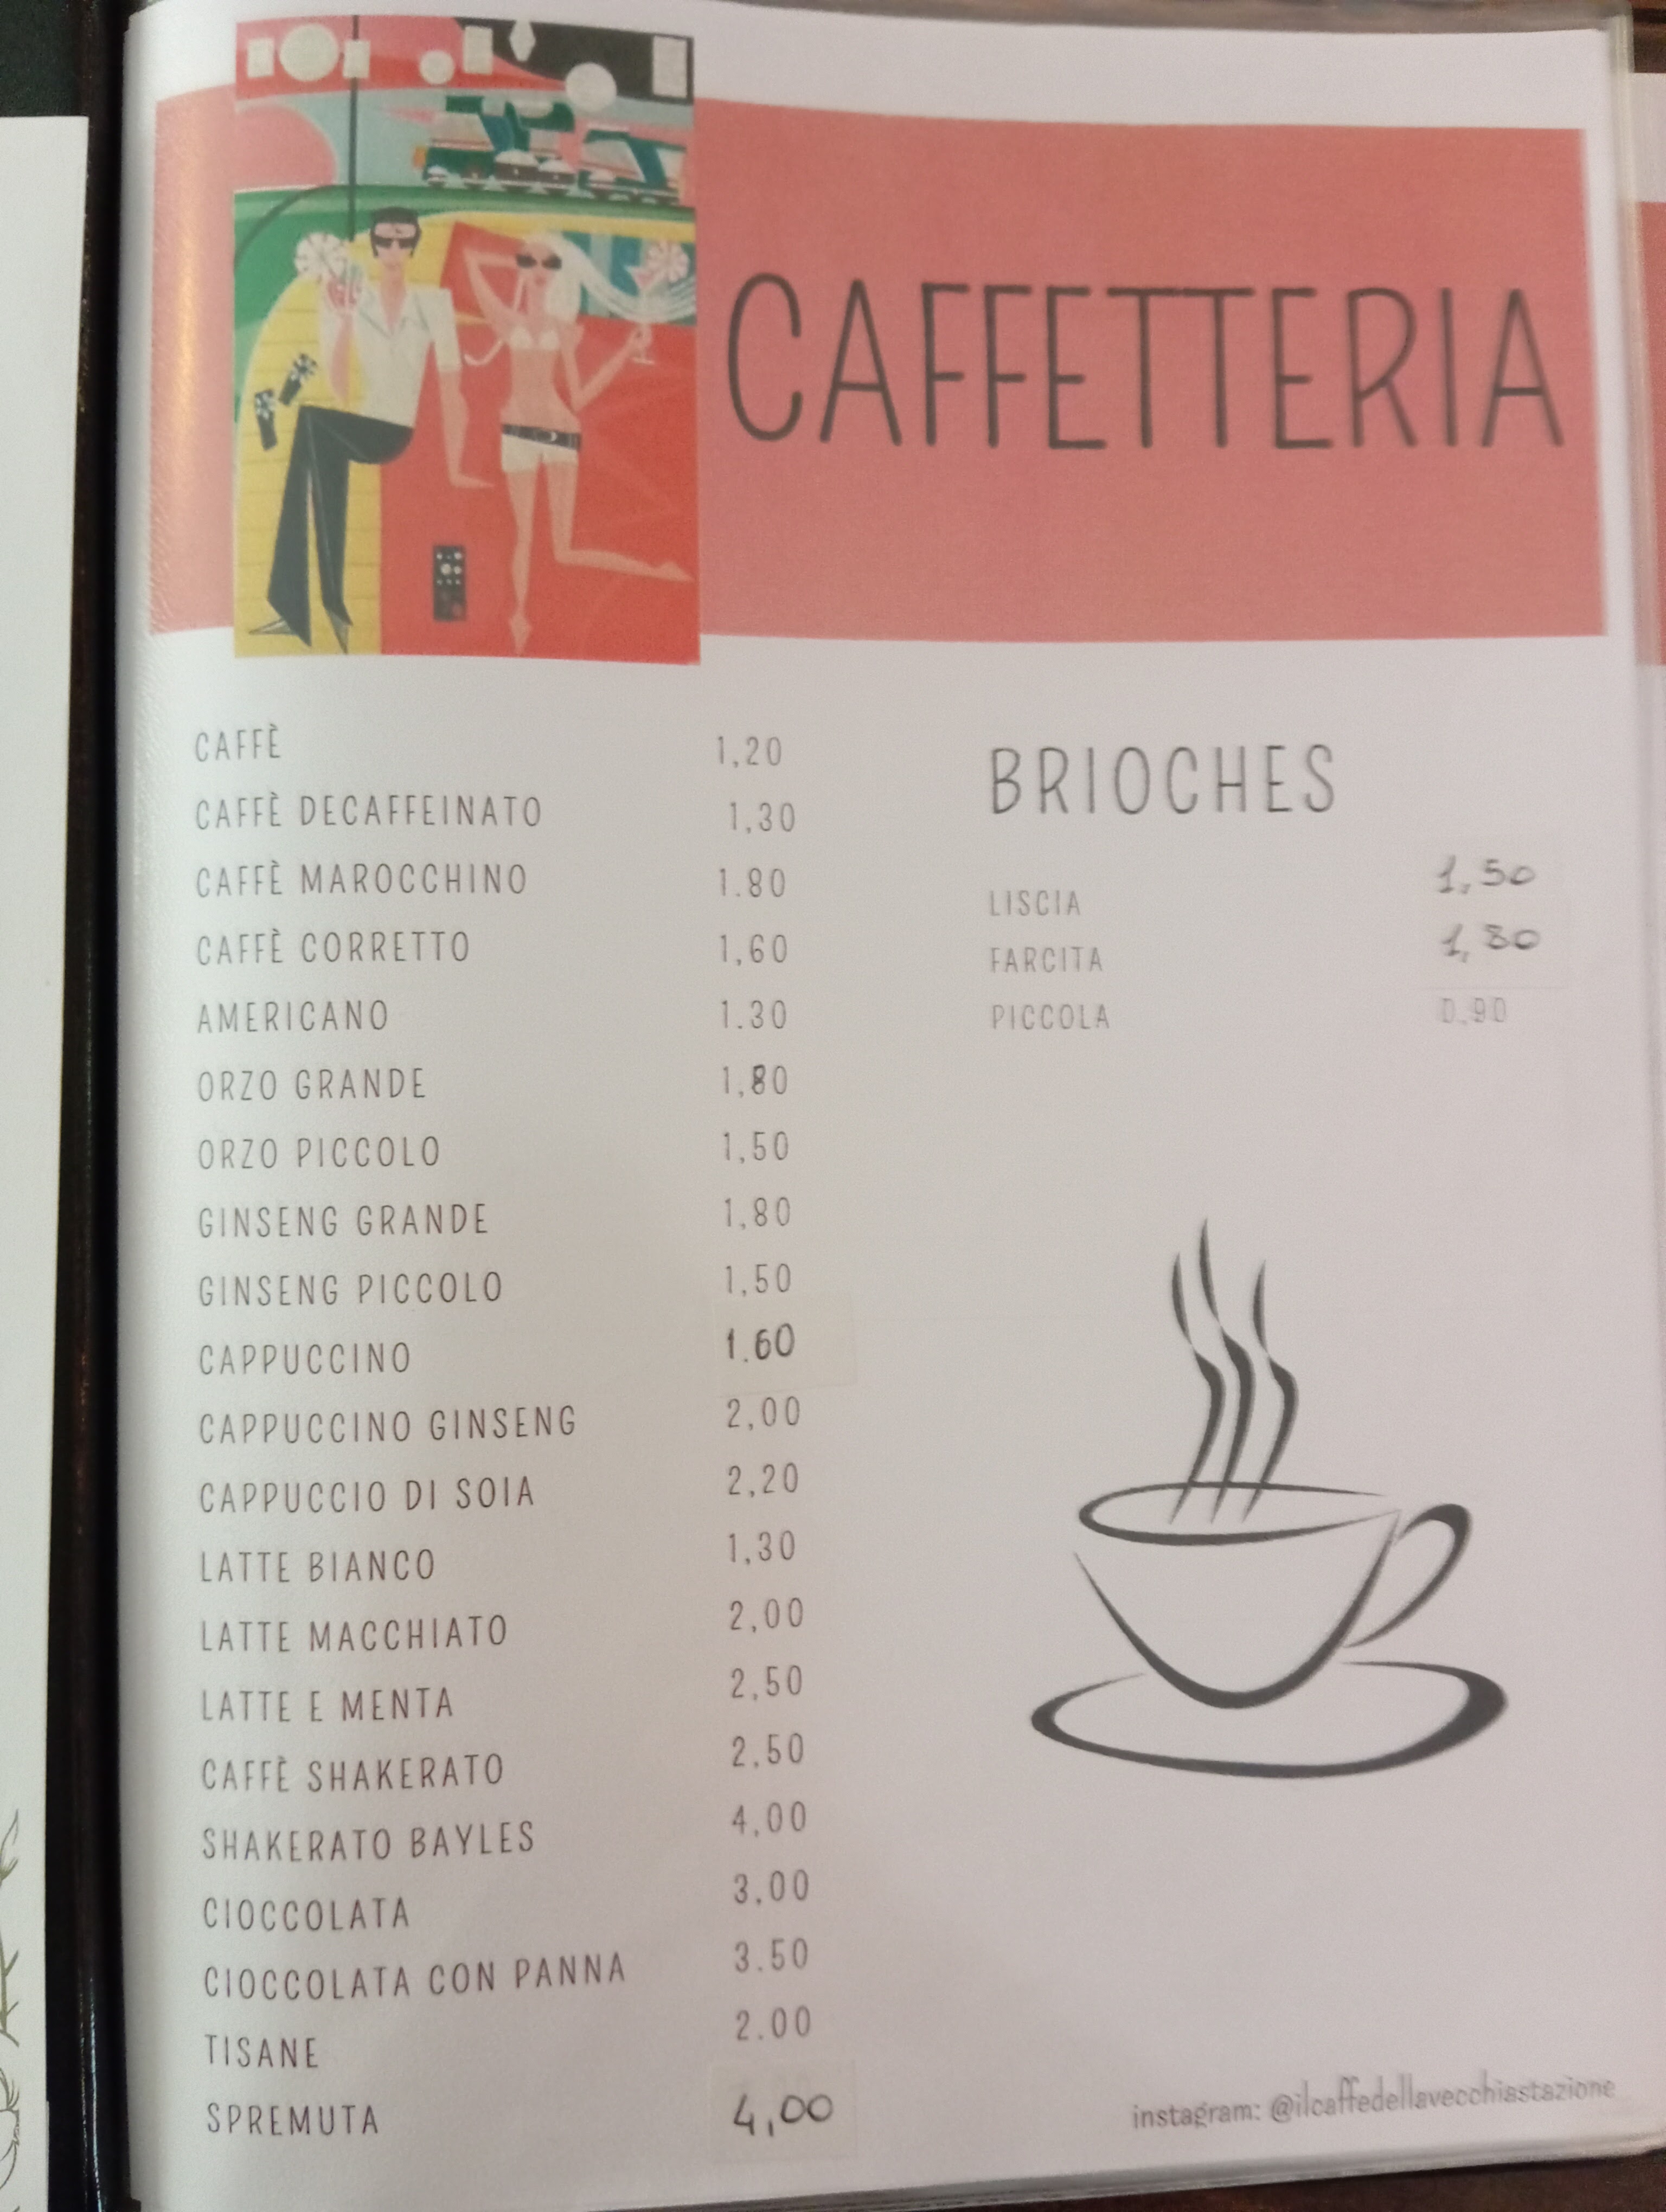 CAFFETTERIA
CAFFÈ 1,20
CAFFÈ DECAFFEINATO 1,30
CAFFÈ MAROCCHINO 1.80
CAFFÈ CORRETTO 1,60
AMERICANO 1.30
ORZO GRANDE 1,80
ORZO PICCOLO 1,50
GINSENG GRANDE 1,80
GINSENG PICCOLO 1,50
CAPPUCCINO 1.60
CAPPUCCINO GINSENG 2,00
CAPPUCCIO DI SOIA 2,20
LATTE BIANCO 1,30
LATTE MACCHIATO 2,00
LATTE E MENTA 2,50
CAFFÈ SHAKERATO 2.50
SHAKERATO BAYLES 4,00
CIOCCOLATA 3,00
CIOCCOLATA CON PANNA 3.50
TISANE 2.00
SPREMUTA 4,00
BRIOCHES
LISCIA 1,50
FARCITA 1,80
PICCOLA 0,90
instagram: @ilcaffedellavecchiastazione